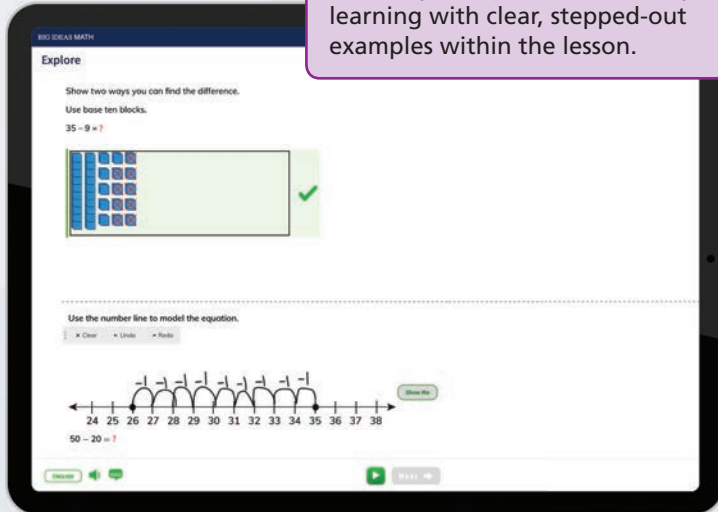 learning with clear, stepped-out
examples within the lesson.
BIG IDEAS MATH
Explore
Show two ways you can find the difference.
Use base ten blocks.
35 – 9 = ?
Use the number line to model the equation.
× Clear Undo Redo
-1 -1 -1 -1 -1 -1 -1 -1 -1
Show Me
24 25 26 27 28 29 30 31 32 33 34 35 36 37 38
50 – 20 = ?
ENGLISH
Next